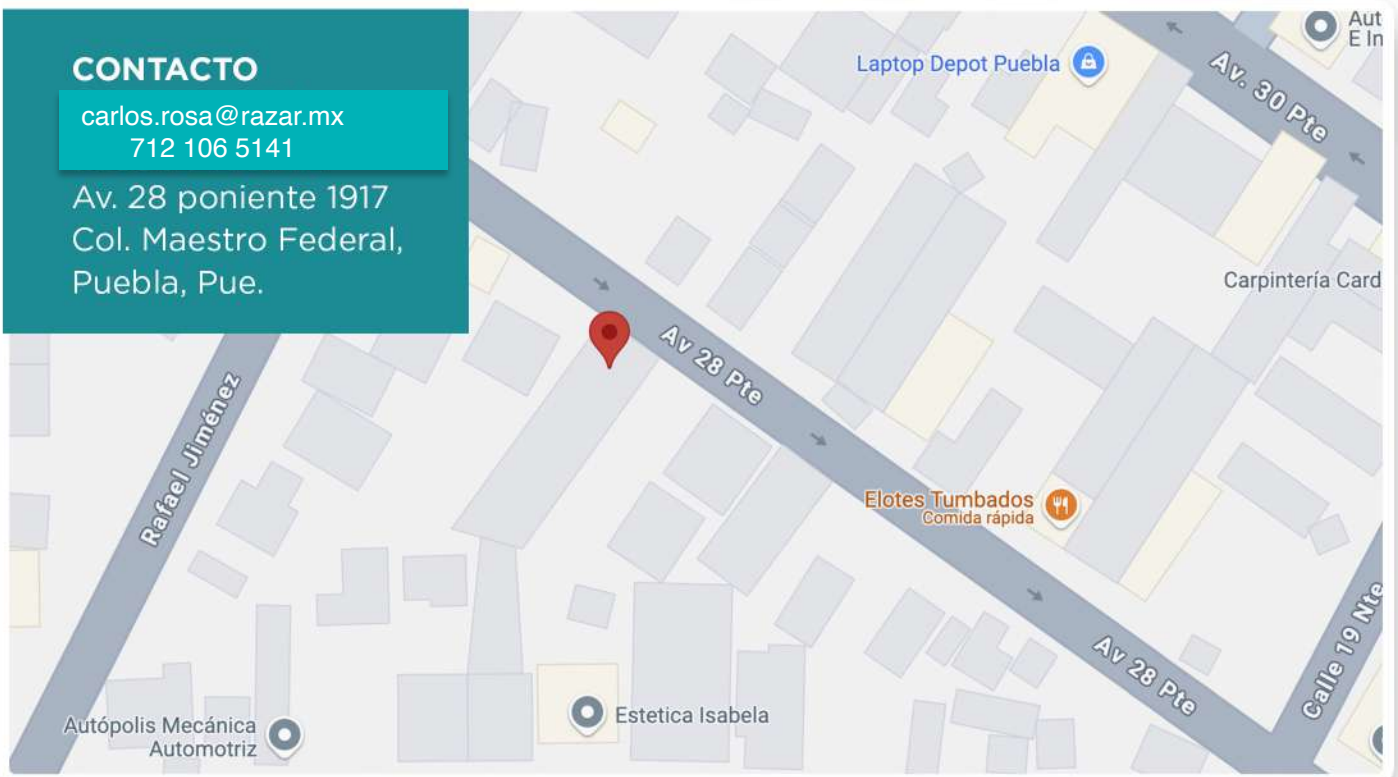 CONTACTO
carlos.rosa@razar.mx
712 106 5141
Av. 28 poniente 1917
Col. Maestro Federal,
Puebla, Pue.
Laptop Depot Puebla
Aut
E In
Av. 30 Pte
Carpintería Card
Av 28 Pte
Rafael Jiménez
Elotes Tumbados
Comida rápida
Av 28 Pte
Calle 19 Nte
Estetica Isabela
Autópolis Mecánica
Automotriz